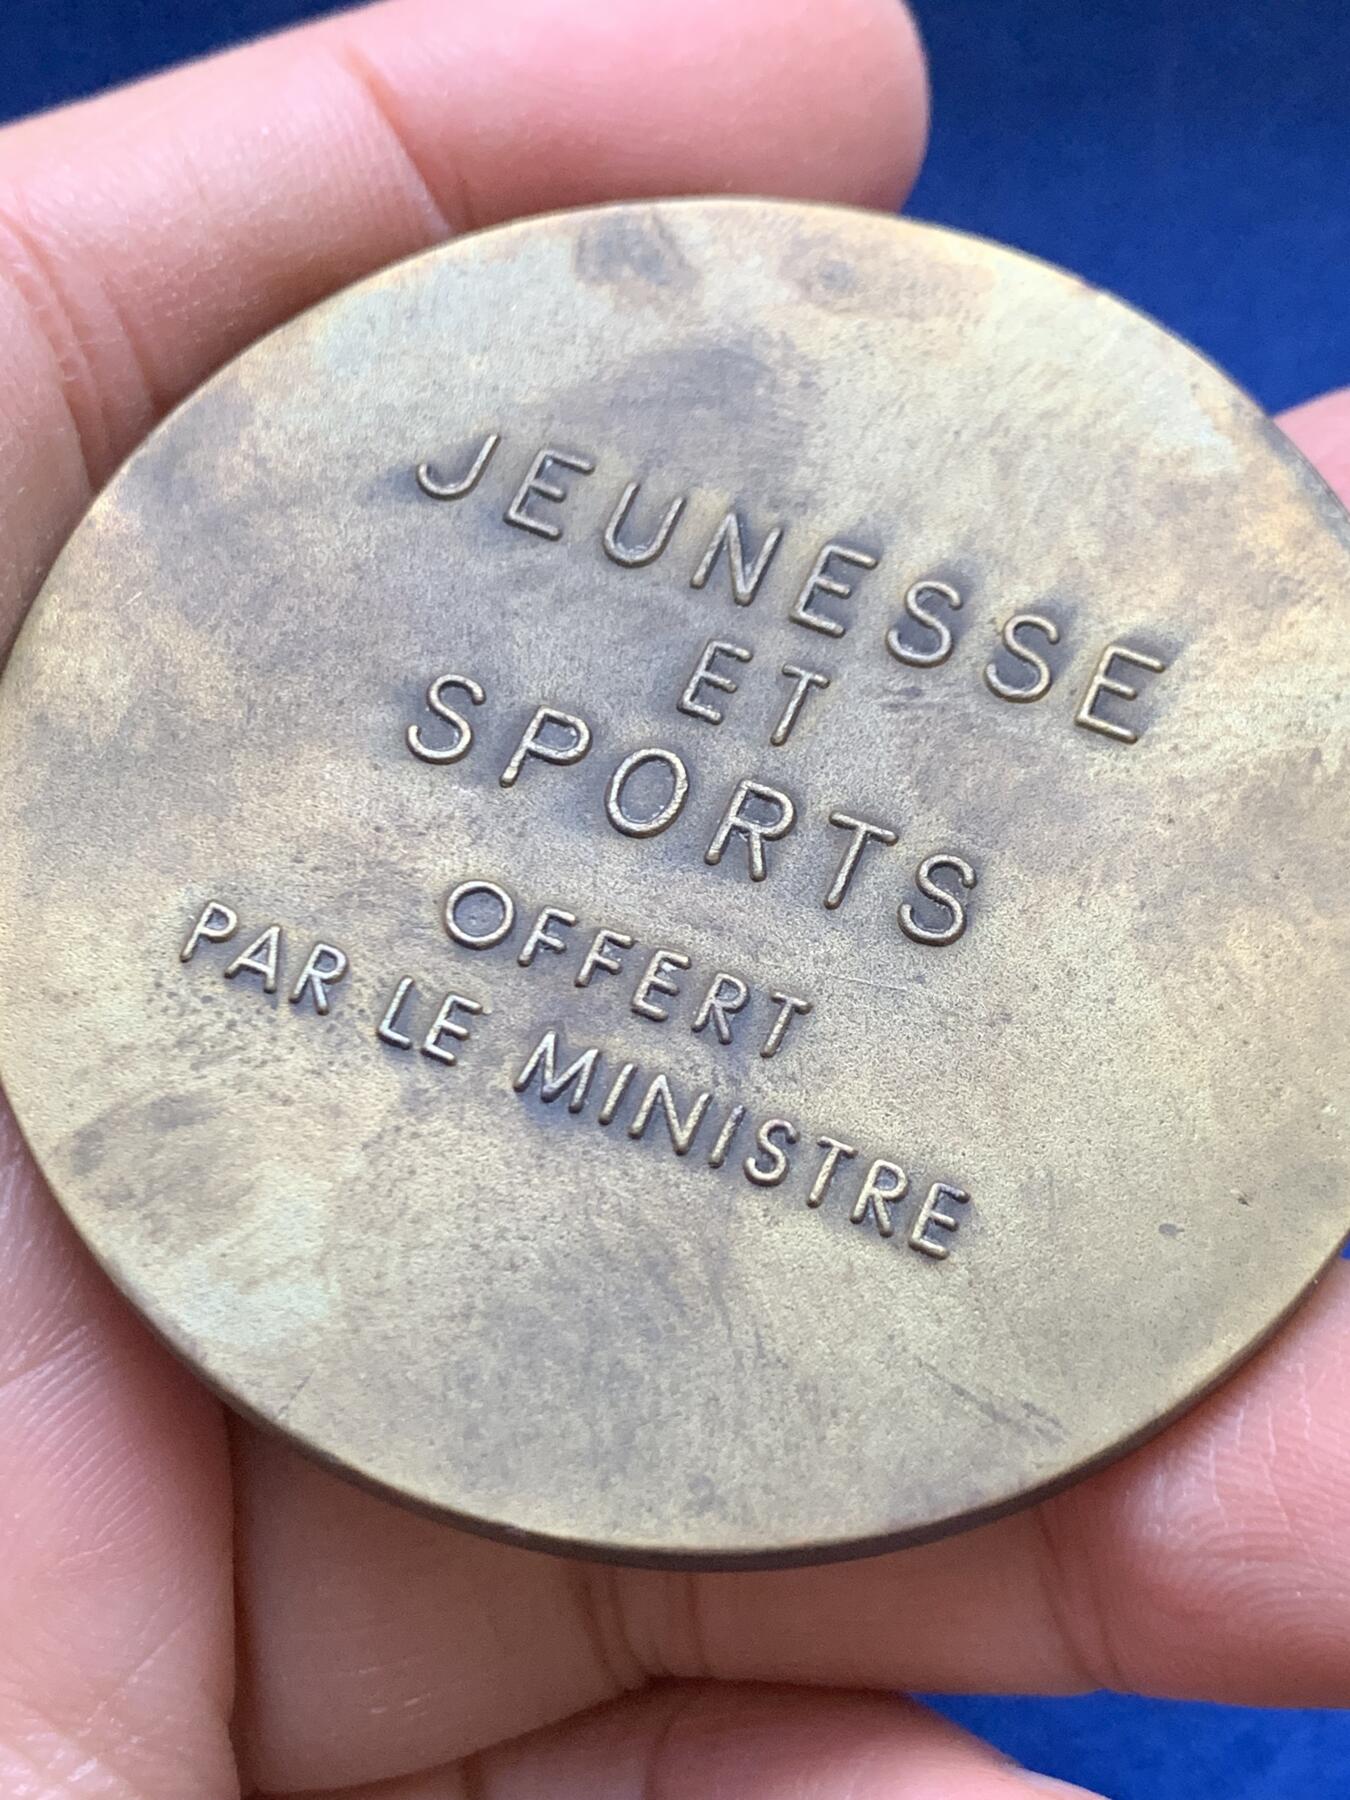 JEUNESSE
ET
SPORTS
OFFERT
PAR LE MINISTRE